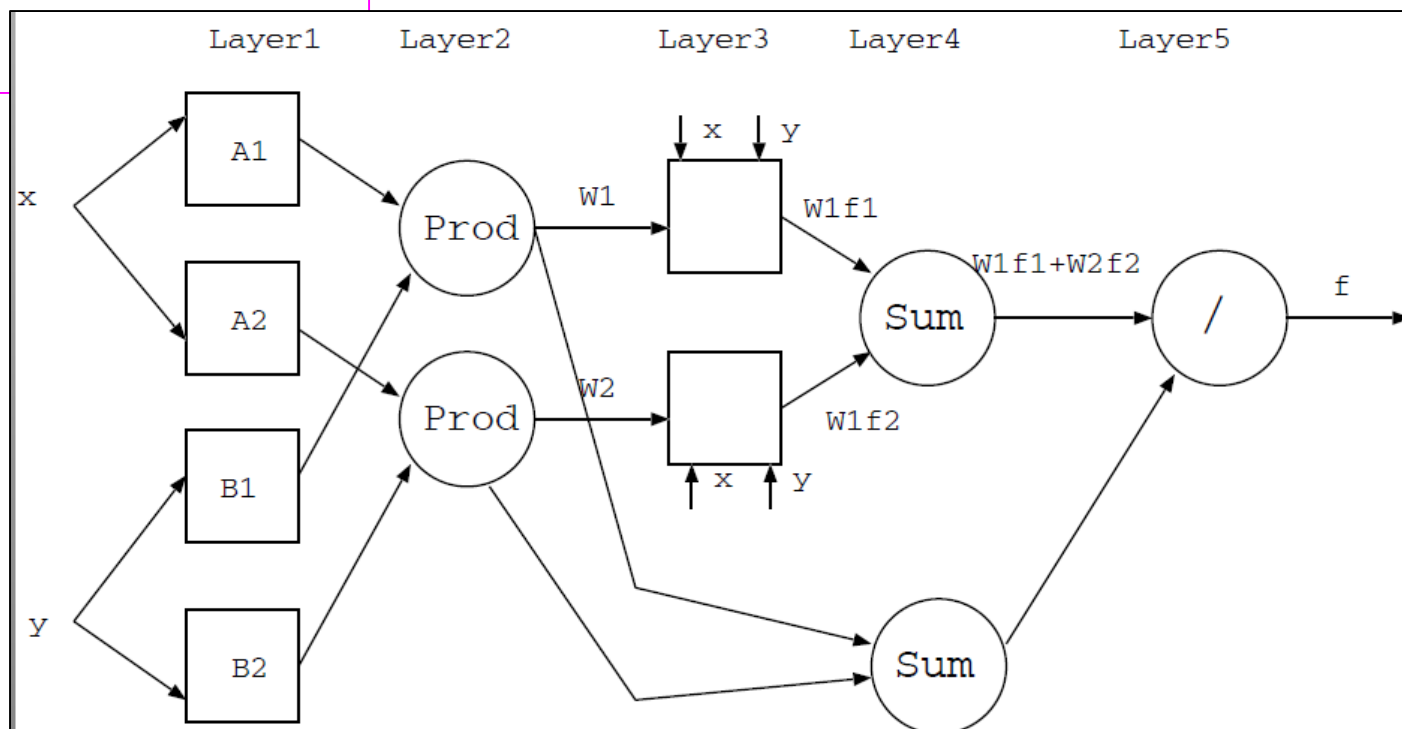 Layer1 Layer2 Layer3 Layer4 Layer5
x y
A1
x
W1
W1f1
Prod
W1f1+W2f2
f
A2
Sum
/
W2
Prod
W1f2
B1
x y
y
B2
Sum